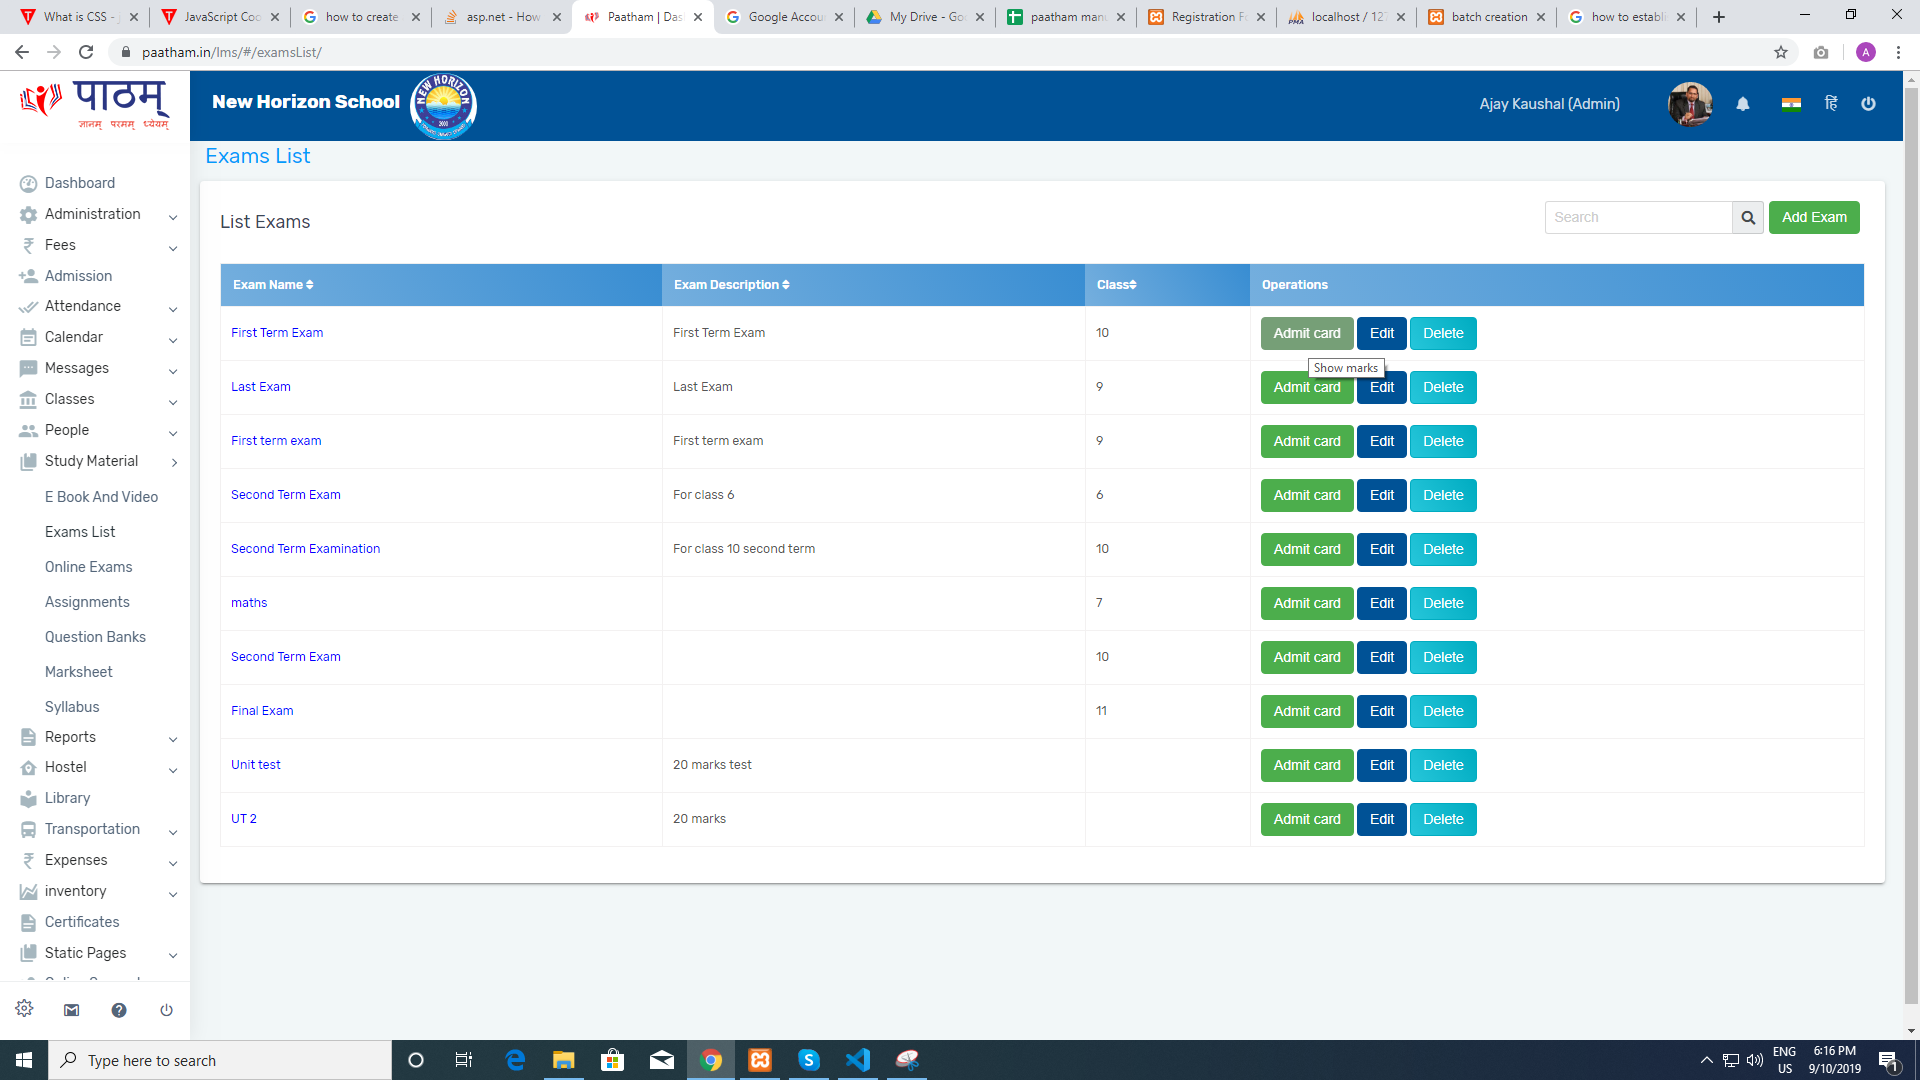 What is CSS -
JavaScript Coo
how to create
asp.net - How
Paatham | Das
Google Accou
My Drive - Go
paatham man
Registration Fo
localhost / 127
batch creation
how to establi
paatham.in/lms/#/examsList/
A
पाठम्
ज्ञानम् परमम् ध्येयम्
New Horizon School
NEW HORIZON
Ajay Kaushal (Admin)
हिं
Exams List
Dashboard
Administration
Fees
Admission
Attendance
Calendar
Messages
Classes
People
Study Material
E Book And Video
Exams List
Online Exams
Assignments
Question Banks
Marksheet
Syllabus
Reports
Hostel
Library
Transportation
Expenses
inventory
Certificates
Static Pages
List Exams
Search
Add Exam
Exam Name Exam Description Class Operations
First Term Exam First Term Exam 10 Admit card Edit Delete
Show marks
Last Exam Last Exam 9 Admit card Edit Delete
First term exam First term exam 9 Admit card Edit Delete
Second Term Exam For class 6 6 Admit card Edit Delete
Second Term Examination For class 10 second term 10 Admit card Edit Delete
maths 7 Admit card Edit Delete
Second Term Exam 10 Admit card Edit Delete
Final Exam 11 Admit card Edit Delete
Unit test 20 marks test Admit card Edit Delete
UT 2 20 marks Admit card Edit Delete
Type here to search
ENG
US
6:16 PM
9/10/2019
1